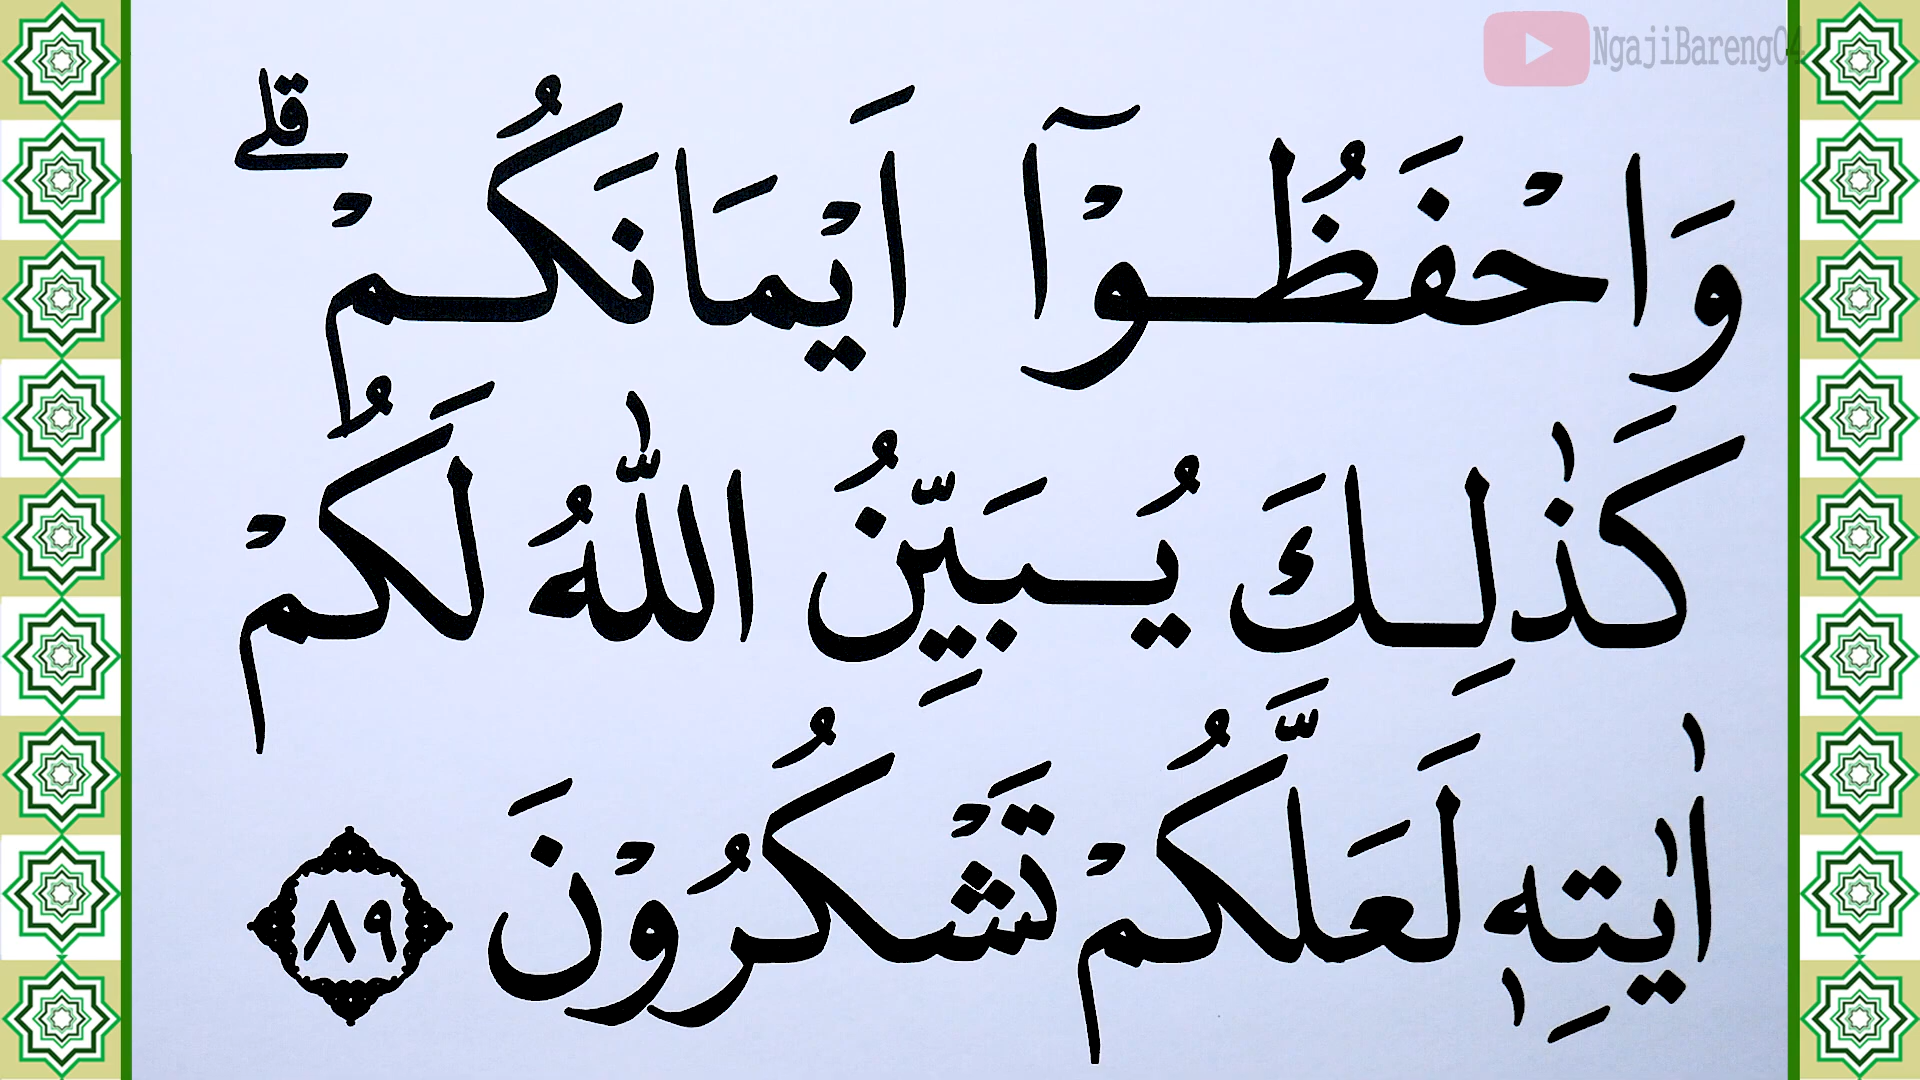 NgajiBareng04
وَاحْفَظُوْٓا اَيْمَانَكُمْ ۗ
كَذٰلِكَ يُبَيِّنُ اللّٰهُ لَكُمْ
اٰيٰتِهٖ لَعَلَّكُمْ تَشْكُرُوْنَ ٨٩